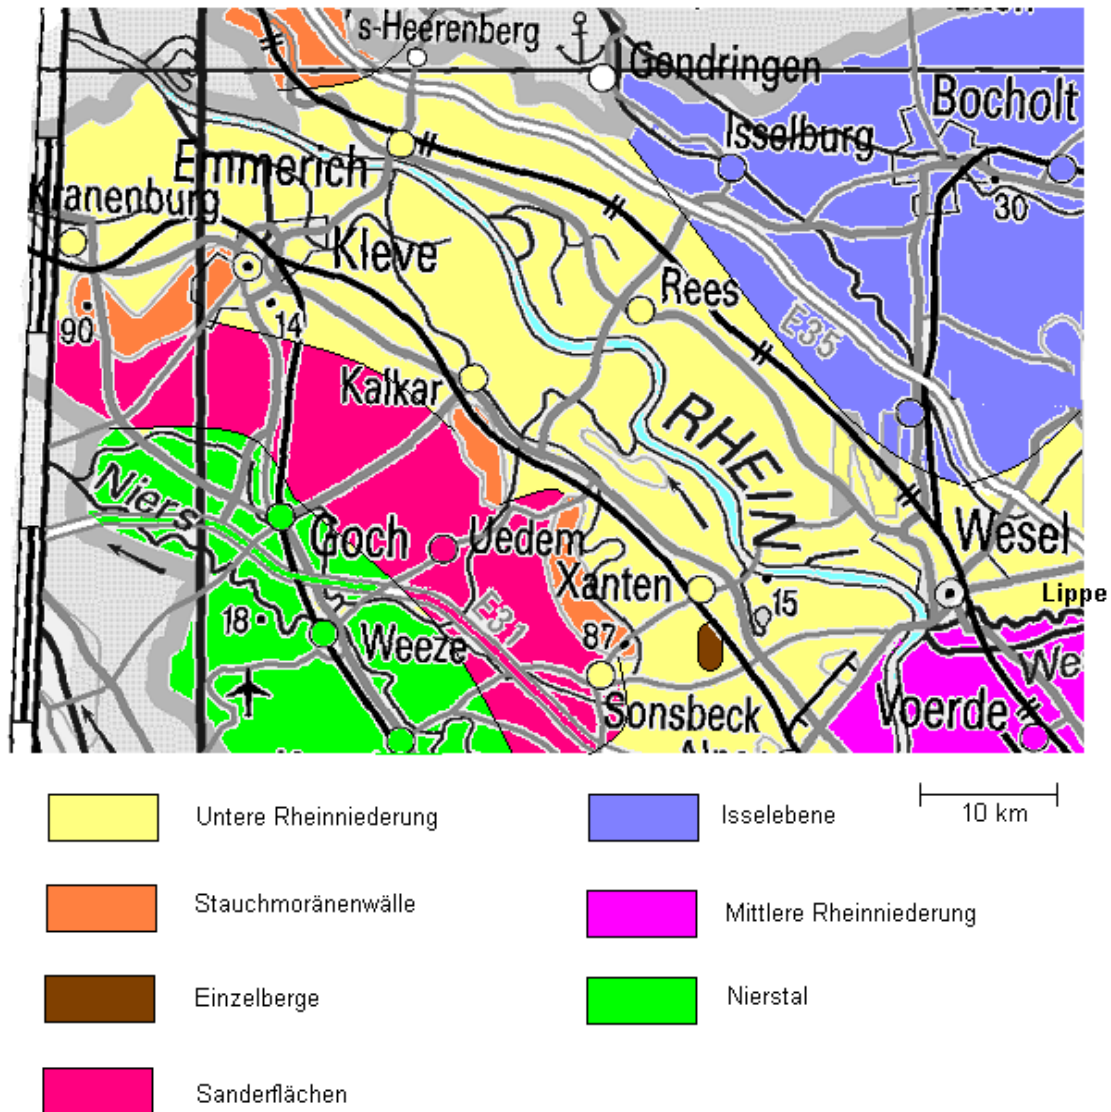 's-Heerenberg
Gendringen
Bocholt
Isselburg
Emmerich
Kranenburg
30
Kleve
Rees
90
14
E35
Kalkar
RHEIN
Niers
Goch
Uedem
Wesel
Xanten
15
Lippe
E31
18
87
Weeze
We
Sonsbeck
Voerde
10 km
Untere Rheinniederung
Isselebene
Stauchmoränenwälle
Mittlere Rheinniederung
Einzelberge
Nierstal
Sanderflächen